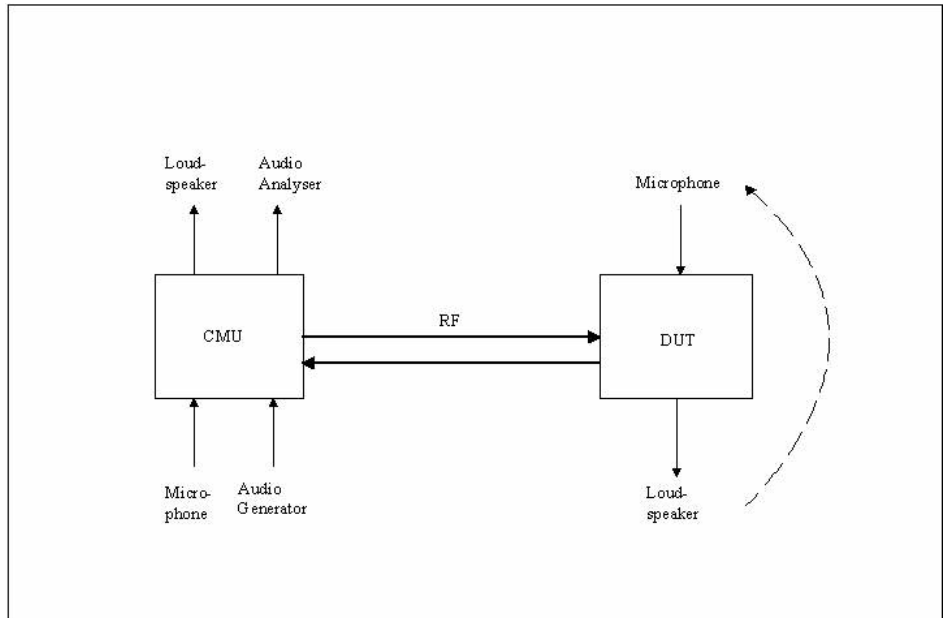 Loud-
speaker
Audio
Analyser
Microphone
RF
CMU
DUT
Micro-
phone
Audio
Generator
Loud-
speaker